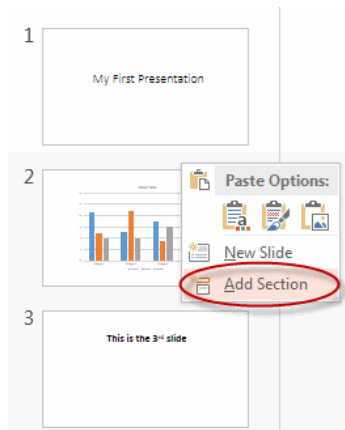 1
My First Presentation
2
Paste Options:
New Slide
Add Section
3
This is the 3rd slide